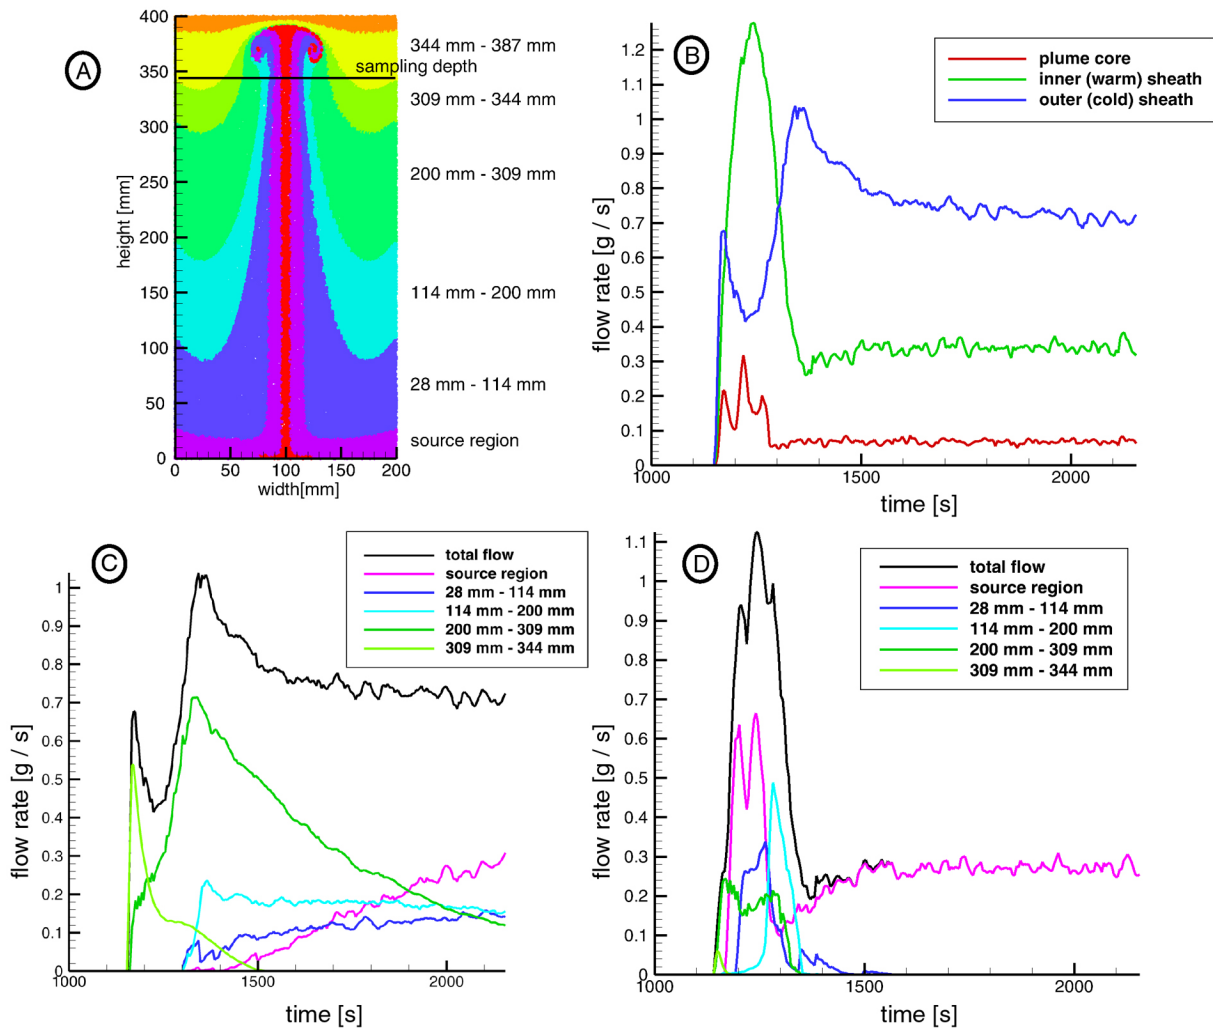 A
400
350
300
250
200
150
100
50
0
height [mm]
0
50
100
150
200
width[mm]
344 mm - 387 mm
sampling depth
309 mm - 344 mm
200 mm - 309 mm
114 mm - 200 mm
28 mm - 114 mm
source region
B
plume core
inner (warm) sheath
outer (cold) sheath
1.2
1.1
1
0.9
0.8
0.7
0.6
0.5
0.4
0.3
0.2
0.1
0
flow rate [g / s]
1000
1500
2000
time [s]
C
total flow
source region
28 mm - 114 mm
114 mm - 200 mm
200 mm - 309 mm
309 mm - 344 mm
1
0.9
0.8
0.7
0.6
0.5
0.4
0.3
0.2
0.1
0
flow rate [g / s]
1000
1500
2000
time [s]
D
total flow
source region
28 mm - 114 mm
114 mm - 200 mm
200 mm - 309 mm
309 mm - 344 mm
1.1
1
0.9
0.8
0.7
0.6
0.5
0.4
0.3
0.2
0.1
0
flow rate [g / s]
1000
1500
2000
time [s]